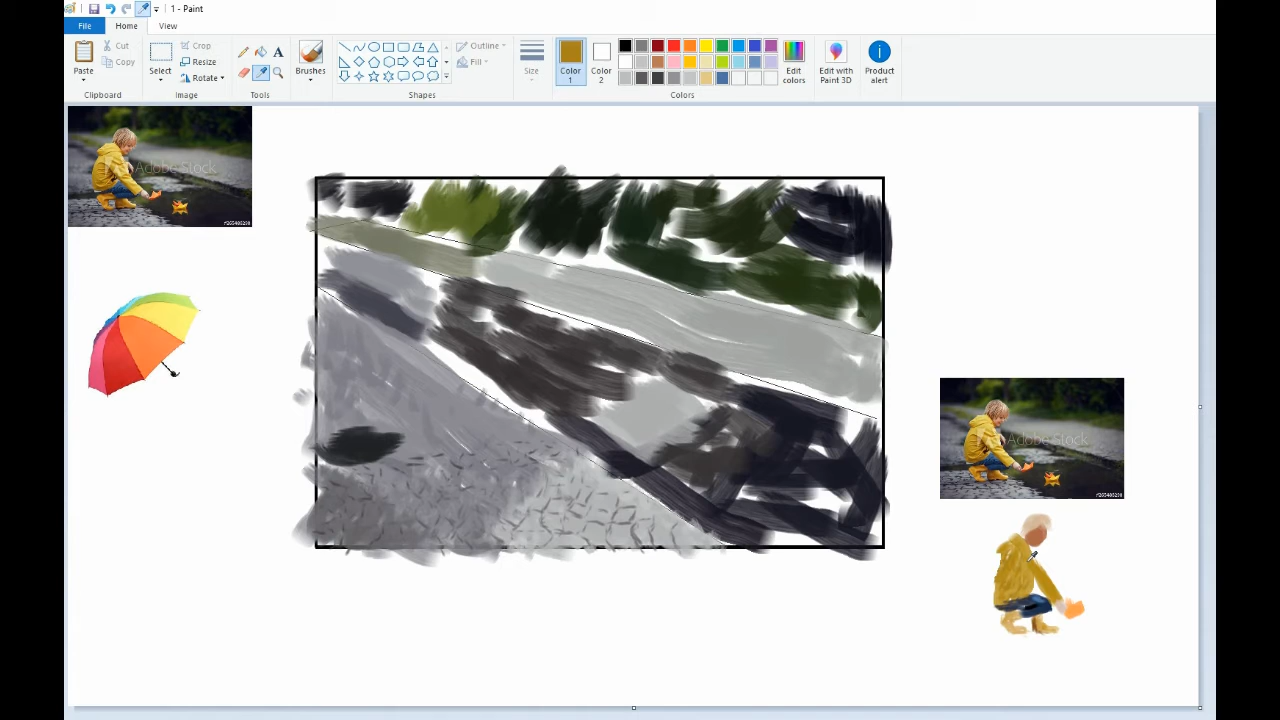 1 - Paint
File
Home
View
Paste
Cut
Copy
Clipboard
Select
Crop
Resize
Rotate
Image
A
Tools
Brushes
Outline
Fill
Shapes
Size
Color 1
Color 2
Edit colors
Colors
Edit with Paint 3D
Product alert
Adobe Stock
Adobe Stock